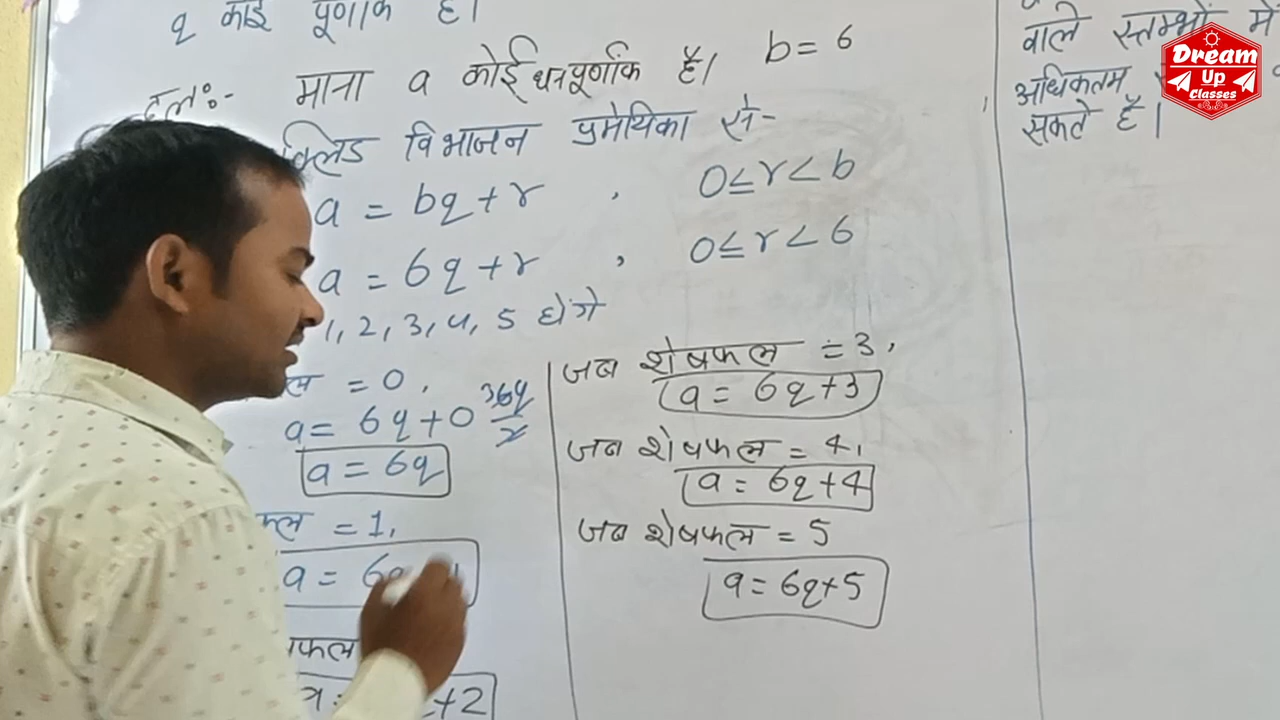 q कोई पूर्णांक है।
हलः- माना a कोई धनपूर्णांक है। b = 6
विभाजन प्रमेयिका से-
a = bq + r , 0 ≤ r < b
a = 6q + r , 0 ≤ r < 6
1, 2, 3, 4, 5 होंगे
= 0,
a = 6q + 0
a = 6q
= 1,
a =
+2
जब शेषफल = 3,
a = 6q + 3
जब शेषफल = 4,
a = 6q + 4
जब शेषफल = 5
a = 6q + 5
वाले स्तम्भों में
अधिकतम
सकते है।
Dream
Up
Classes